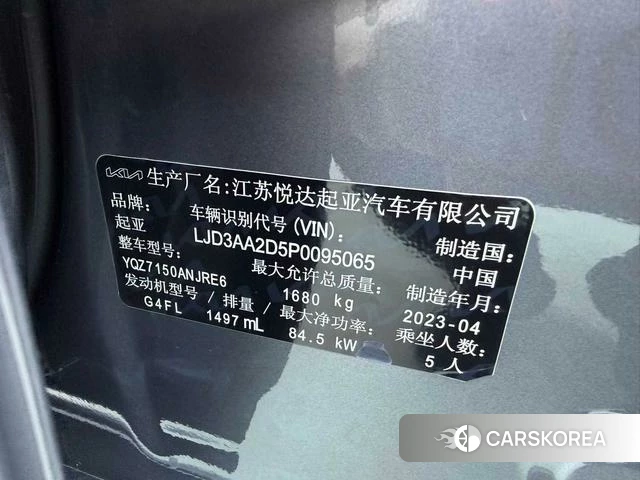 KIA 生产厂名:江苏悦达起亚汽车有限公司
品牌: 车辆识别代号(VIN): 制造国:
起亚 LJD3AA2D5P0095065 中国
整车型号: 最大允许总质量: 制造年月:
YQZ7150ANJRE6 1680 kg 2023-04
发动机型号/排量/最大净功率: 乘坐人数:
G4FL 1497mL 84.5 kW 5人
CARSKOREA